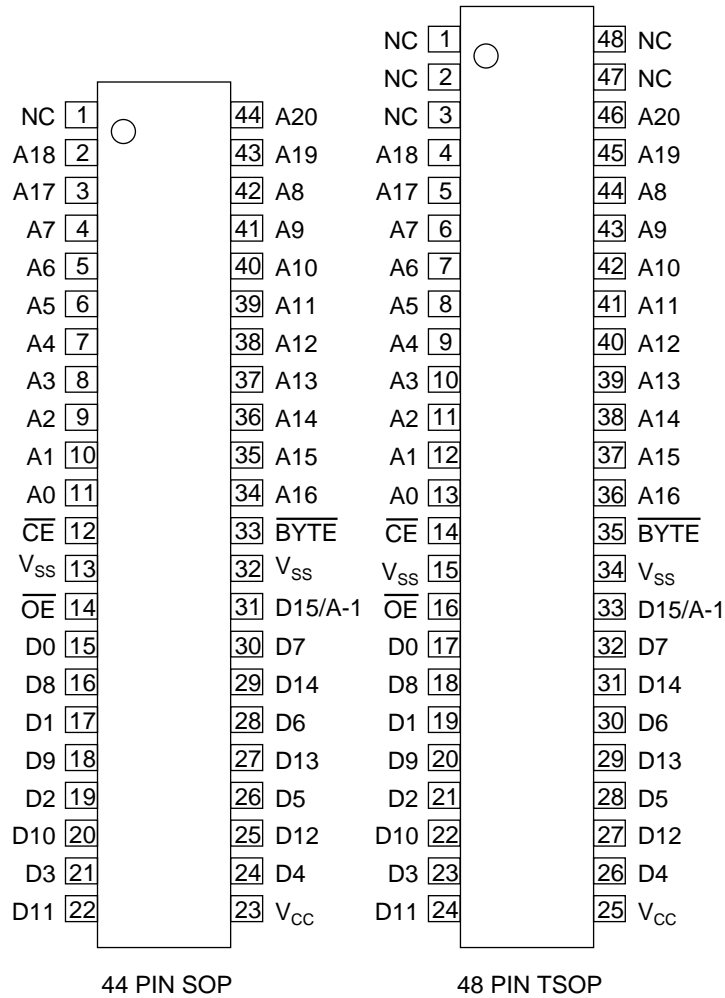 NC 1 44 A20
A18 2 43 A19
A17 3 42 A8
A7 4 41 A9
A6 5 40 A10
A5 6 39 A11
A4 7 38 A12
A3 8 37 A13
A2 9 36 A14
A1 10 35 A15
A0 11 34 A16
C̅E̅ 12 33 B̅Y̅T̅E̅
VSS 13 32 VSS
O̅E̅ 14 31 D15/A-1
D0 15 30 D7
D8 16 29 D14
D1 17 28 D6
D9 18 27 D13
D2 19 26 D5
D10 20 25 D12
D3 21 24 D4
D11 22 23 VCC
44 PIN SOP
NC 1 48 NC
NC 2 47 NC
NC 3 46 A20
A18 4 45 A19
A17 5 44 A8
A7 6 43 A9
A6 7 42 A10
A5 8 41 A11
A4 9 40 A12
A3 10 39 A13
A2 11 38 A14
A1 12 37 A15
A0 13 36 A16
C̅E̅ 14 35 B̅Y̅T̅E̅
VSS 15 34 VSS
O̅E̅ 16 33 D15/A-1
D0 17 32 D7
D8 18 31 D14
D1 19 30 D6
D9 20 29 D13
D2 21 28 D5
D10 22 27 D12
D3 23 26 D4
D11 24 25 VCC
48 PIN TSOP